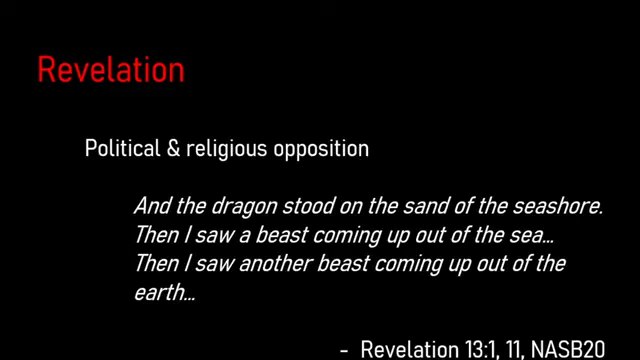 Revelation
Political & religious opposition
And the dragon stood on the sand of the seashore.
Then I saw a beast coming up out of the sea…
Then I saw another beast coming up out of the
earth…
- Revelation 13:1, 11, NASB20